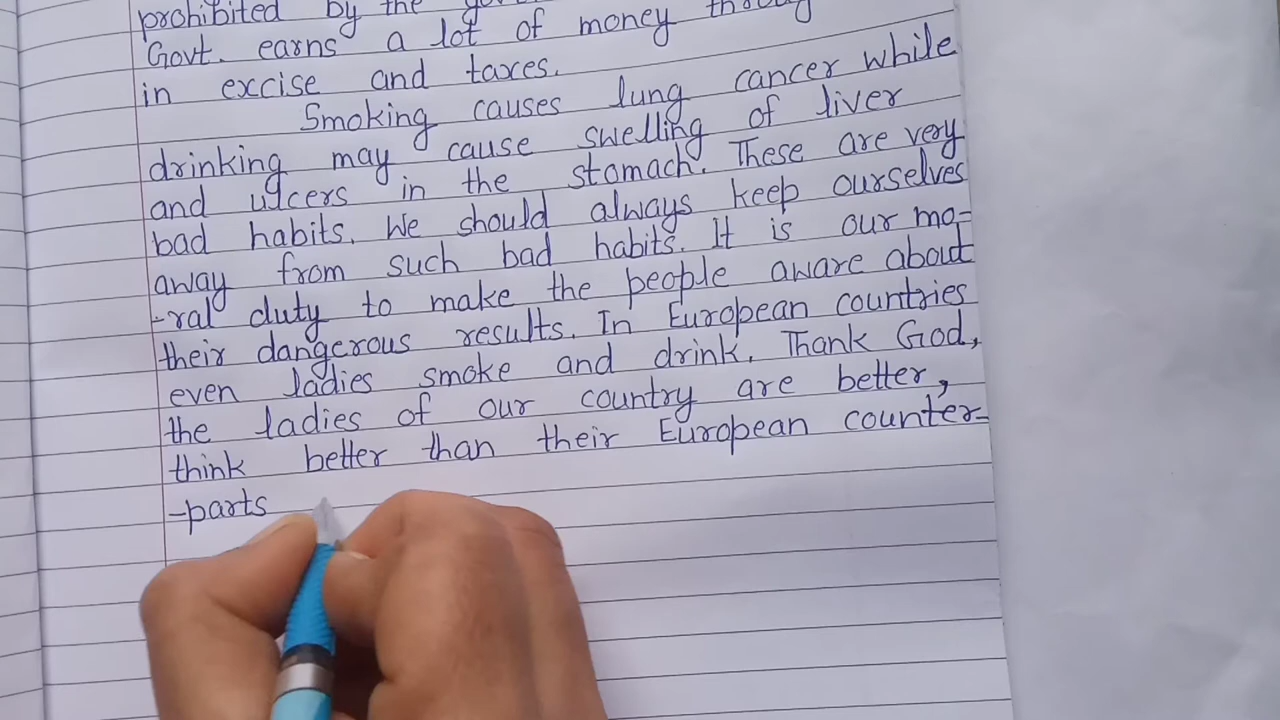 prohibited by the
Govt. earns a lot of money
in excise and taxes.
Smoking causes lung cancer while
drinking may cause swelling of liver
and ulcers in the stomach. These are very
bad habits. We should always keep ourselves
away from such bad habits. It is our mo-
-ral duty to make the people aware about
their dangerous results. In European countries
even ladies smoke and drink. Thank God,
the ladies of our country are better,
think better than their European counter-
-parts